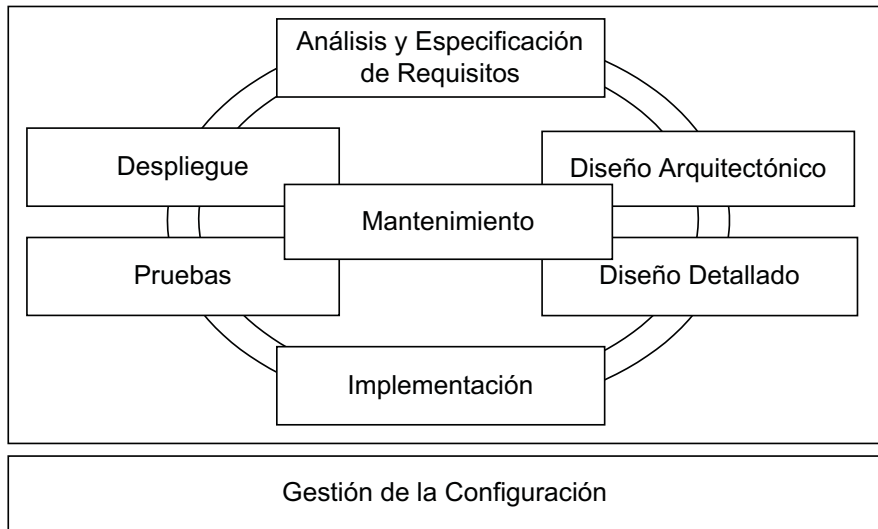 Análisis y Especificación
de Requisitos
Despliegue
Diseño Arquitectónico
Mantenimiento
Pruebas
Diseño Detallado
Implementación
Gestión de la Configuración